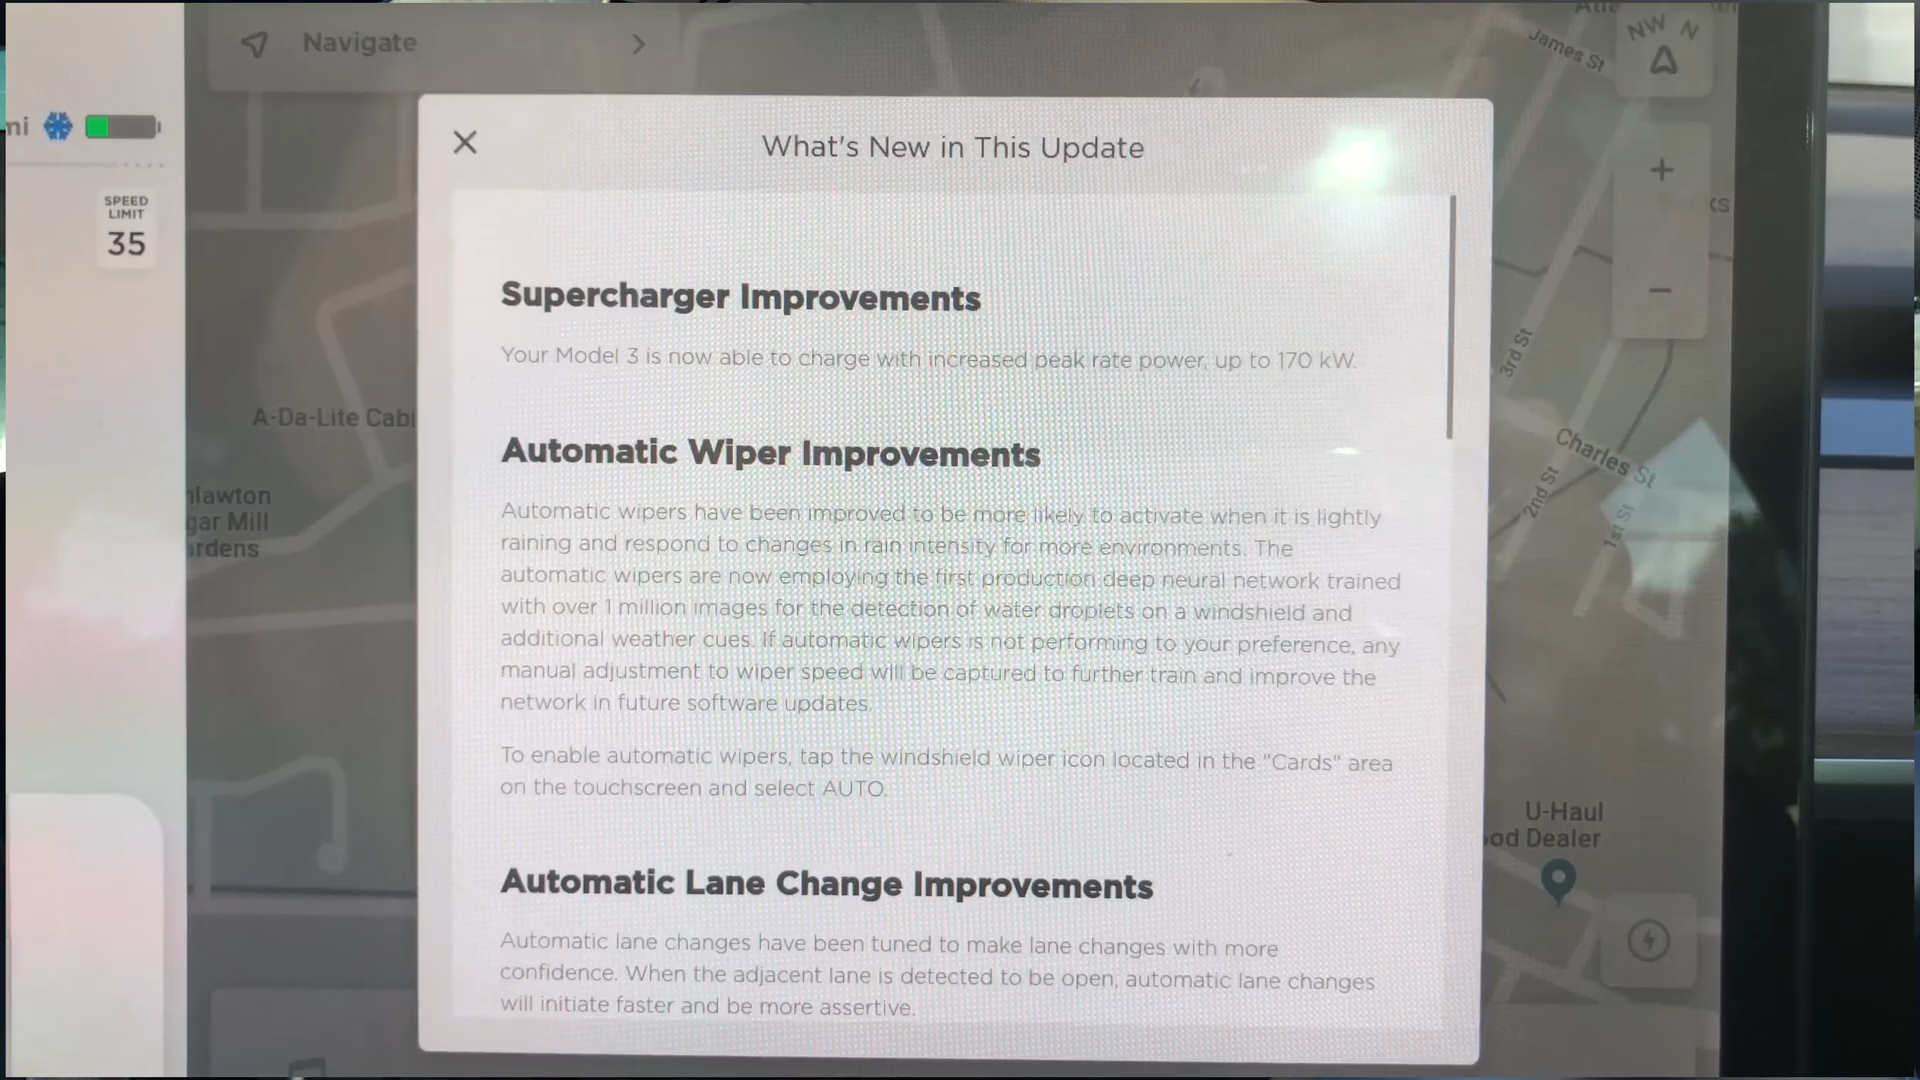 Navigate
mi
SPEED
LIMIT
35
NW N
James St
What's New in This Update
Supercharger Improvements
Your Model 3 is now able to charge with increased peak rate power, up to 170 kW.
Automatic Wiper Improvements
Automatic wipers have been improved to be more likely to activate when it is lightly
raining and respond to changes in rain intensity for more environments. The
automatic wipers are now employing the first production deep neural network trained
with over 1 million images for the detection of water droplets on a windshield and
additional weather cues. If automatic wipers is not performing to your preference, any
manual adjustment to wiper speed will be captured to further train and improve the
network in future software updates.
To enable automatic wipers, tap the windshield wiper icon located in the "Cards" area
on the touchscreen and select AUTO.
Automatic Lane Change Improvements
Automatic lane changes have been tuned to make lane changes with more
confidence. When the adjacent lane is detected to be open, automatic lane changes
will initiate faster and be more assertive.
A-Da-Lite Cabi
nlawton
gar Mill
ardens
3rd St
Charles St
2nd St
1st St
U-Haul
od Dealer